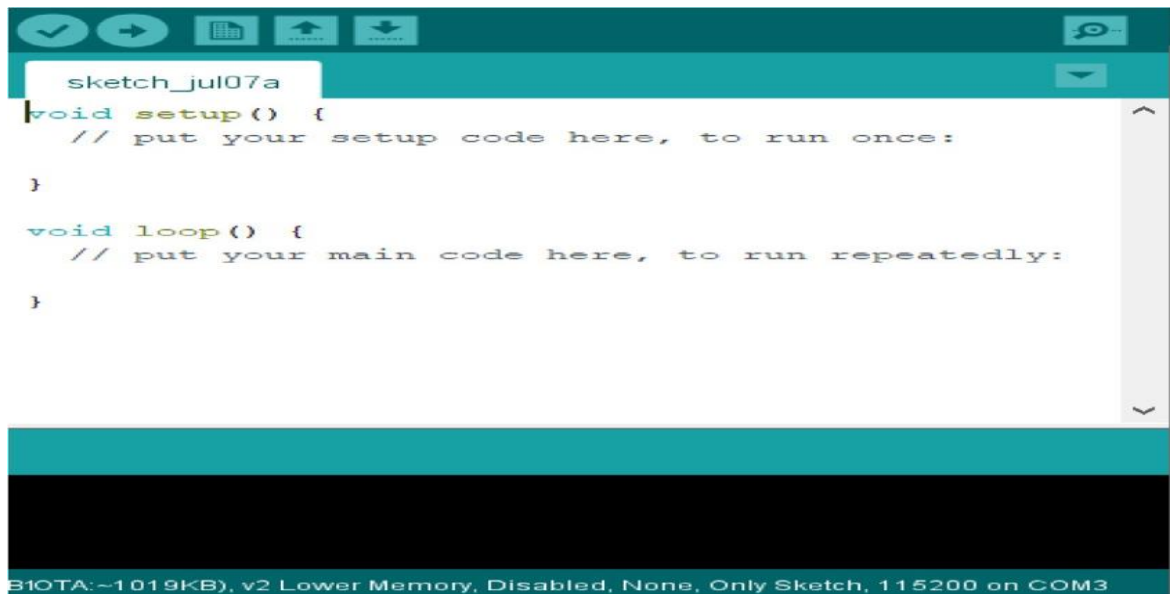 sketch_jul07a
void setup() {
  // put your setup code here, to run once:
}
void loop() {
  // put your main code here, to run repeatedly:
}
B1OTA:~1019KB), v2 Lower Memory, Disabled, None, Only Sketch, 115200 on COM3